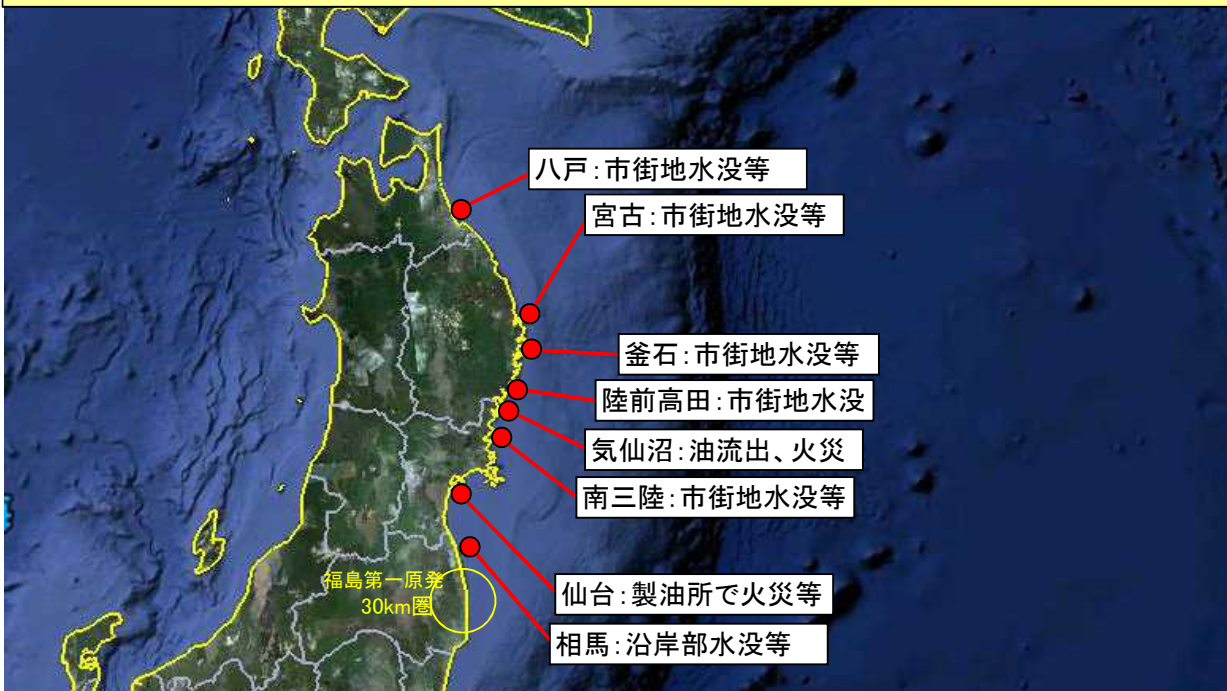 八戸：市街地水没等
宮古：市街地水没等
釜石：市街地水没等
陸前高田：市街地水没
気仙沼：油流出、火災
南三陸：市街地水没等
福島第一原発
30km圏
仙台：製油所で火災等
相馬：沿岸部水没等